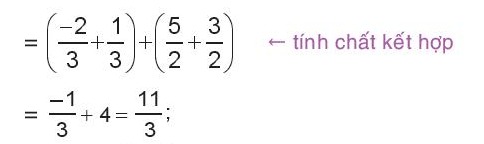 = (-2/3 + 1/3) + (5/2 + 3/2) ← tính chất kết hợp
= -1/3 + 4 = 11/3;